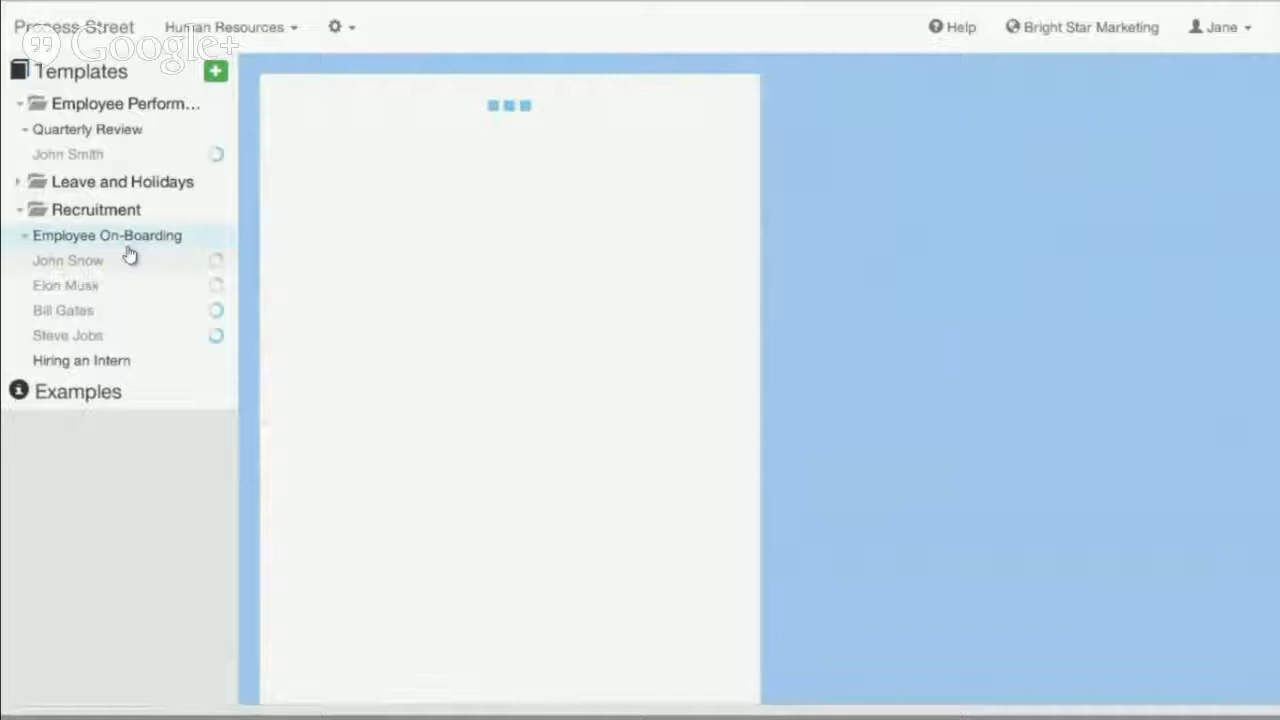 Process Street Human Resources Help Bright Star Marketing Jane
Google+
Templates
Employee Perform...
Quarterly Review
John Smith
Leave and Holidays
Recruitment
Employee On-Boarding
John Snow
Elon Musk
Bill Gates
Steve Jobs
Hiring an Intern
Examples